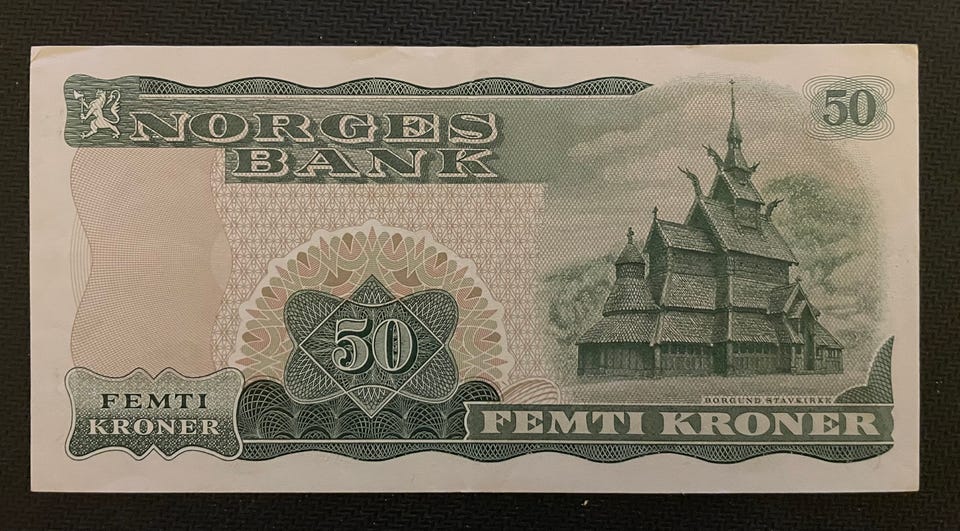 NORGES
BANK
50
50
BORGUND STAVKIRKE
FEMTI
KRONER
FEMTI KRONER